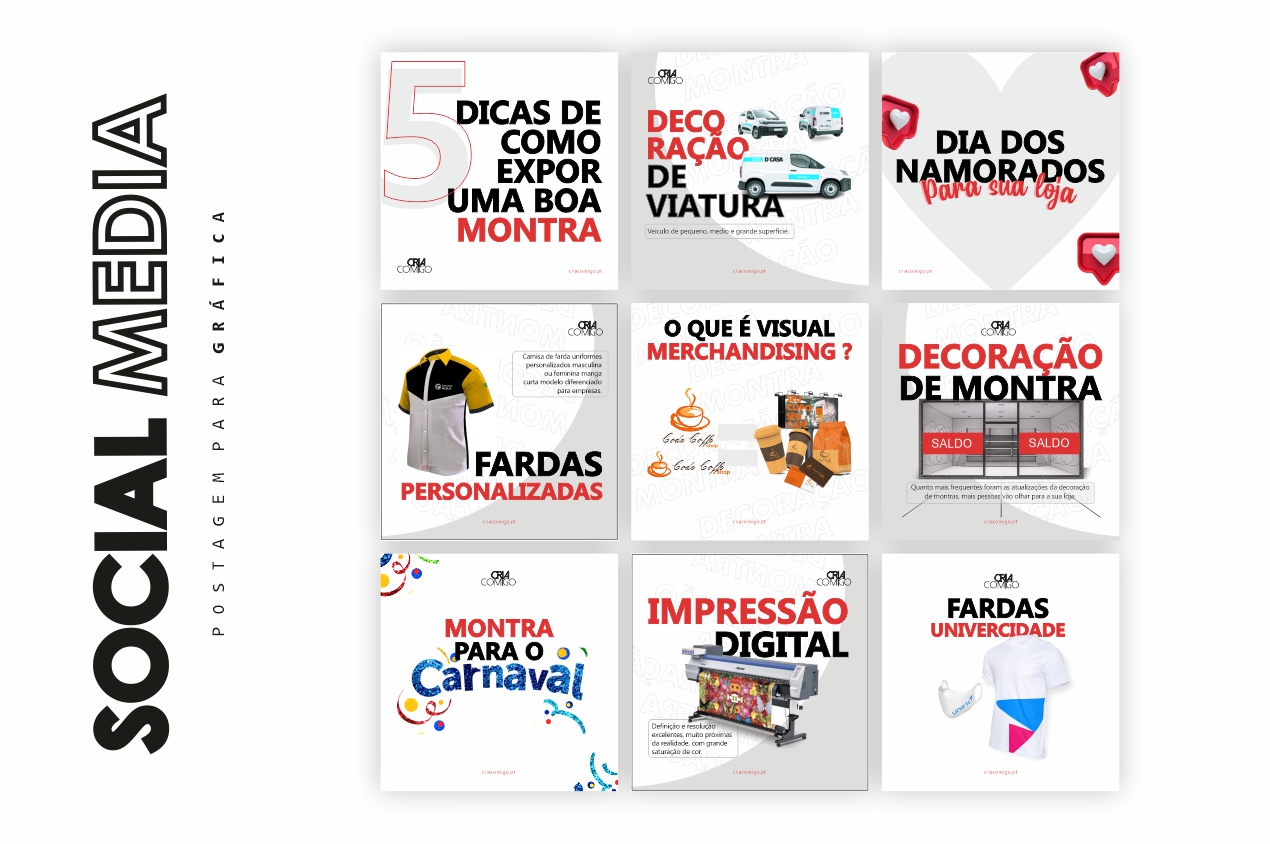 SOCIAL MEDIA
POSTAGEM PARA GRÁFICA
5
DICAS DE
COMO
EXPOR
UMA BOA
MONTRA
CRIA
COMIGO
criacomigo.pt
CRIA
COMIGO
DECO
RAÇÃO
DE
VIATURA
D CASA
Veiculo de pequeno, medio e grande superficie.
criacomigo.pt
DIA DOS
NAMORADOS
Para sua loja
criacomigo.pt
CRIA
COMIGO
Camisa de farda uniformes
personalizados masculina
ou feminina manga
curta modelo diferenciado
para empresas.
FARDAS
PERSONALIZADAS
criacomigo.pt
O QUE É VISUAL
MERCHANDISING ?
shop
shop
criacomigo.pt
CRIA
COMIGO
DECORAÇÃO
DE MONTRA
SALDO
SALDO
Quanto mais frequentes foram as atualizações da decoração
de montras, mais pessoas vão olhar para a sua loja.
criacomigo.pt
CRIA
COMIGO
MONTRA
PARA O
Carnaval
criacomigo.pt
CRIA
COMIGO
IMPRESSÃO
DIGITAL
Definição e resolução
excelentes, muito próximas
da realidade, com grande
saturação de cor.
criacomigo.pt
CRIA
COMIGO
FARDAS
UNIVERCIDADE
criacomigo.pt